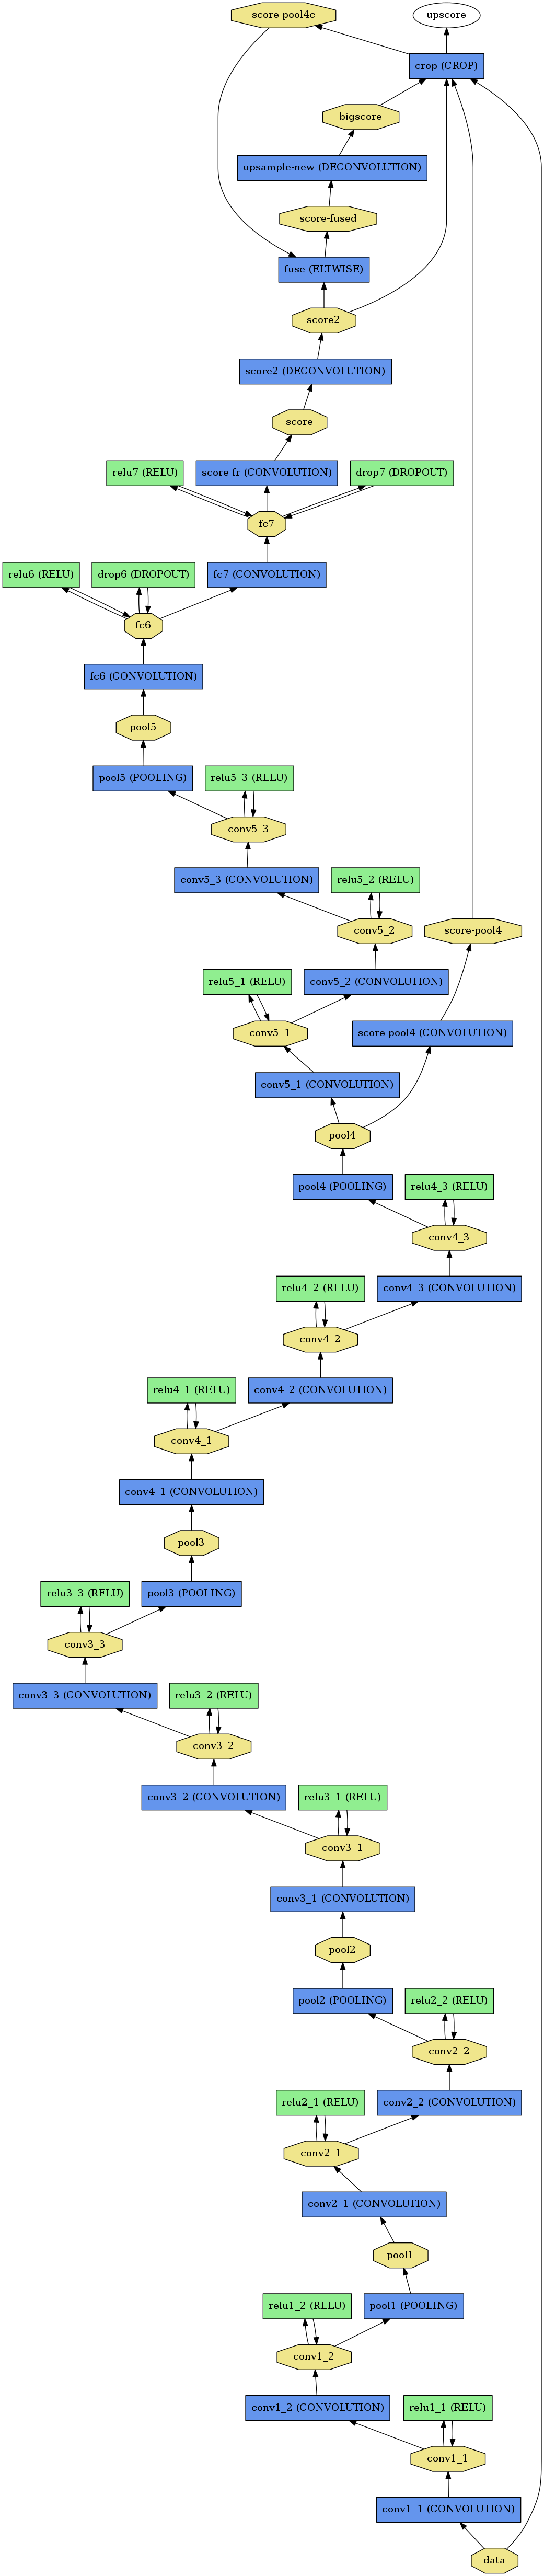 score-pool4c
upscore
crop (CROP)
bigscore
upsample-new (DECONVOLUTION)
score-fused
fuse (ELTWISE)
score2
score2 (DECONVOLUTION)
score
relu7 (RELU)
score-fr (CONVOLUTION)
drop7 (DROPOUT)
fc7
relu6 (RELU)
drop6 (DROPOUT)
fc7 (CONVOLUTION)
fc6
fc6 (CONVOLUTION)
pool5
pool5 (POOLING)
relu5_3 (RELU)
conv5_3
conv5_3 (CONVOLUTION)
relu5_2 (RELU)
conv5_2
score-pool4
relu5_1 (RELU)
conv5_2 (CONVOLUTION)
conv5_1
score-pool4 (CONVOLUTION)
conv5_1 (CONVOLUTION)
pool4
pool4 (POOLING)
relu4_3 (RELU)
conv4_3
relu4_2 (RELU)
conv4_3 (CONVOLUTION)
conv4_2
relu4_1 (RELU)
conv4_2 (CONVOLUTION)
conv4_1
conv4_1 (CONVOLUTION)
pool3
relu3_3 (RELU)
pool3 (POOLING)
conv3_3
conv3_3 (CONVOLUTION)
relu3_2 (RELU)
conv3_2
conv3_2 (CONVOLUTION)
relu3_1 (RELU)
conv3_1
conv3_1 (CONVOLUTION)
pool2
pool2 (POOLING)
relu2_2 (RELU)
conv2_2
relu2_1 (RELU)
conv2_2 (CONVOLUTION)
conv2_1
conv2_1 (CONVOLUTION)
pool1
relu1_2 (RELU)
pool1 (POOLING)
conv1_2
conv1_2 (CONVOLUTION)
relu1_1 (RELU)
conv1_1
conv1_1 (CONVOLUTION)
data